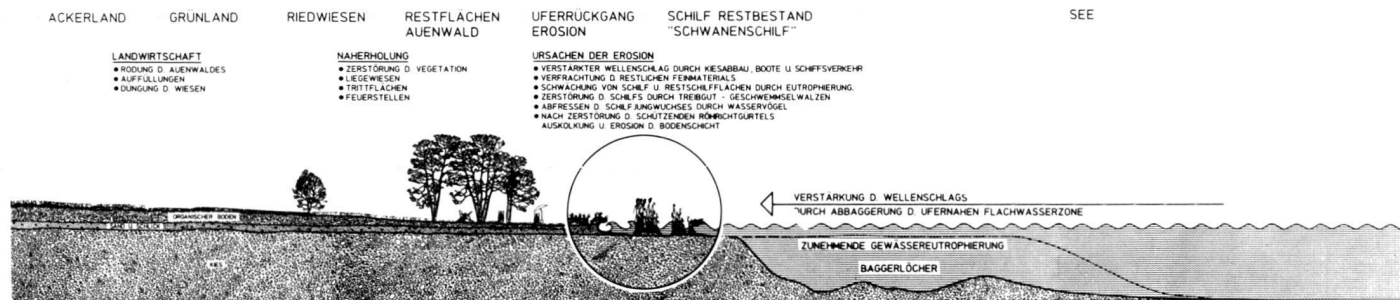 ACKERLAND
GRÜNLAND
RIEDWIESEN
RESTFLÄCHEN
AUENWALD
UFERRÜCKGANG
EROSION
SCHILF RESTBESTAND
"SCHWANENSCHILF"
SEE
LANDWIRTSCHAFT
• RODUNG D. AUENWALDES
• AUFFÜLLUNGEN
• DÜNGUNG D. WIESEN
NAHERHOLUNG
• ZERSTÖRUNG D. VEGETATION
• LIEGEWIESEN
• TRITTFLÄCHEN
• FEUERSTELLEN
URSACHEN DER EROSION
• VERSTÄRKTER WELLENSCHLAG DURCH KIESABBAU, BOOTE U. SCHIFFSVERKEHR
• VERFRACHTUNG D. RESTLICHEN FEINMATERIALS
• SCHWÄCHUNG VON SCHILF U. RESTSCHILFFLÄCHEN DURCH EUTROPHIERUNG.
• ZERSTÖRUNG D. SCHILFS DURCH TREIBGUT - GESCHWEMMSELWALZEN
• ABFRESSEN D. SCHILFJUNGWUCHSES DURCH WASSERVÖGEL
• NACH ZERSTÖRUNG D. SCHÜTZENDEN RÖHRICHTGÜRTELS
AUSKOLKUNG U. EROSION D. BODENSCHICHT
VERSTÄRKUNG D. WELLENSCHLAGS
DURCH ABBAGGERUNG D. UFERNAHEN FLACHWASSERZONE
ORGANISCHER BODEN
ZUNEHMENDE GEWÄSSEREUTROPHIERUNG
KIES
BAGGERLÖCHER